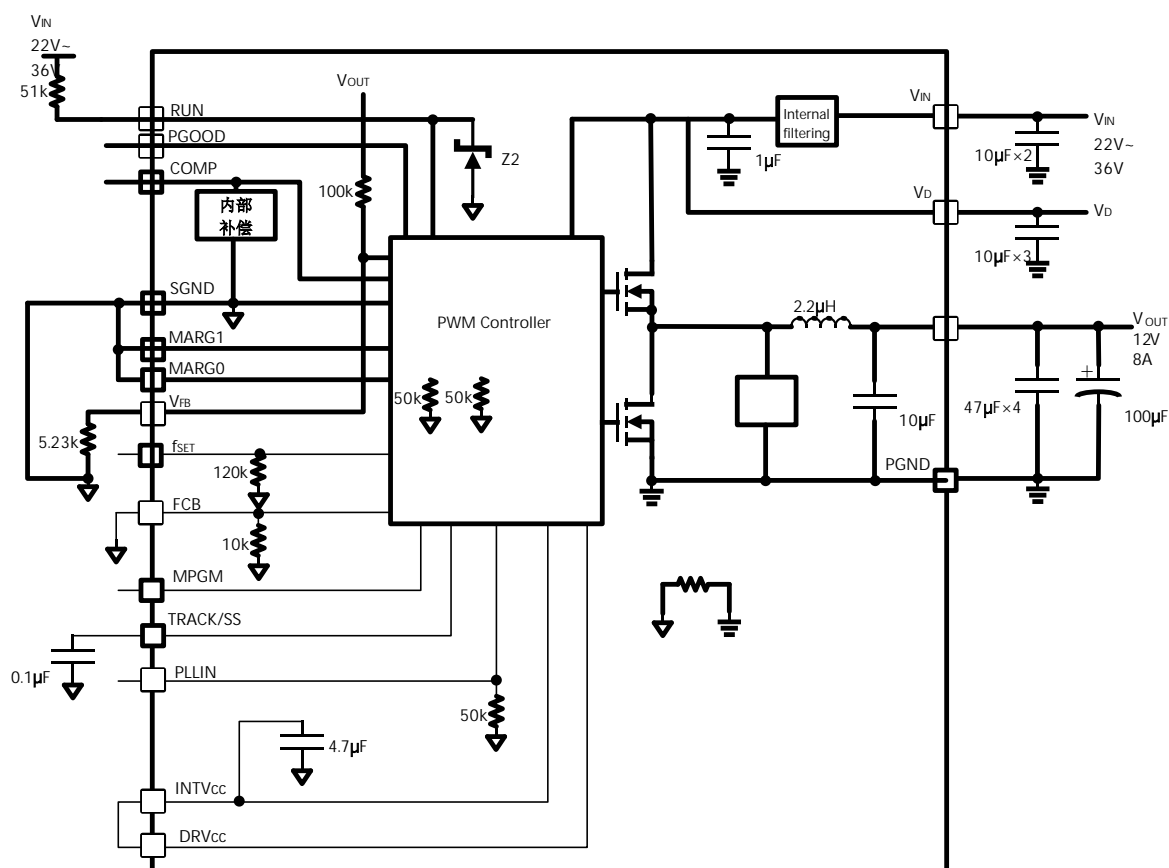 VIN
22V~
36V
51k
RUN
PGOOD
COMP
内部
补偿
VOUT
100k
Z2
1µF
Internal
filtering
VIN
VIN
22V~
36V
10µF×2
VD
VD
10µF×3
SGND
MARG1
MARG0
VFB
5.23k
fSET
120k
FCB
10k
PWM Controller
50k
50k
2.2µH
10µF
VOUT
12V
8A
47µF×4
+
100µF
PGND
MPGM
TRACK/SS
0.1µF
PLLIN
50k
4.7µF
INTVcc
DRVcc